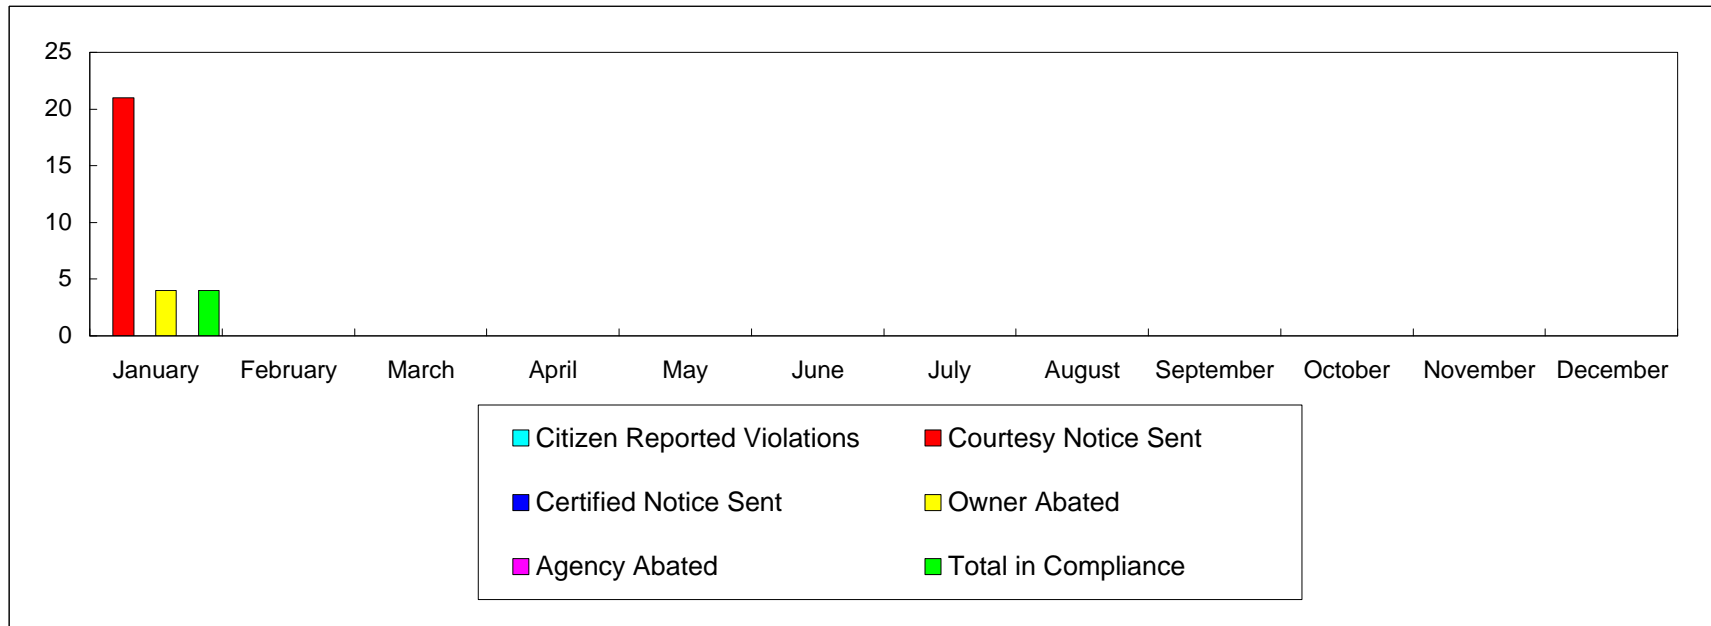 25
20
15
10
5
0
January February March April May June July August September October November December
Citizen Reported Violations Courtesy Notice Sent
Certified Notice Sent Owner Abated
Agency Abated Total in Compliance